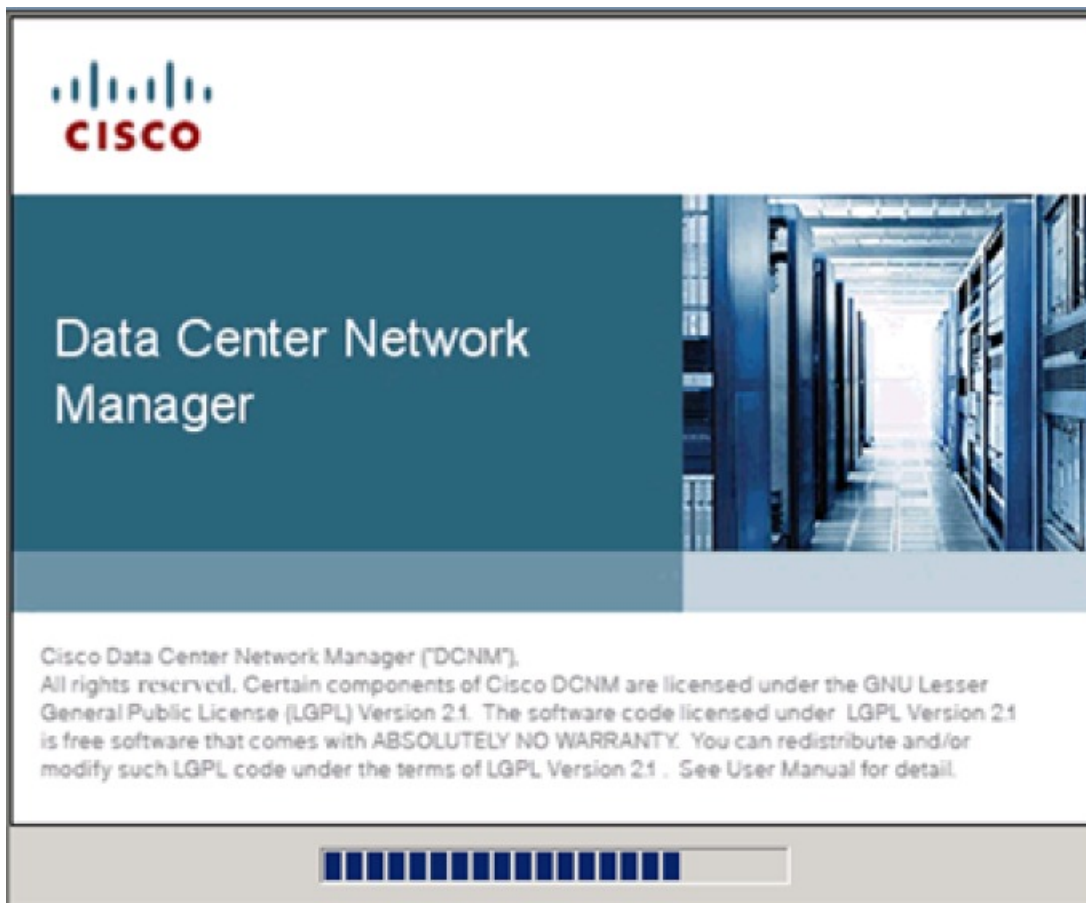 CISCO
Data Center Network
Manager
Cisco Data Center Network Manager ("DCNM"),
All rights reserved. Certain components of Cisco DCNM are licensed under the GNU Lesser
General Public License (LGPL) Version 2.1. The software code licensed under LGPL Version 2.1
is free software that comes with ABSOLUTELY NO WARRANTY. You can redistribute and/or
modify such LGPL code under the terms of LGPL Version 2.1 . See User Manual for detail.